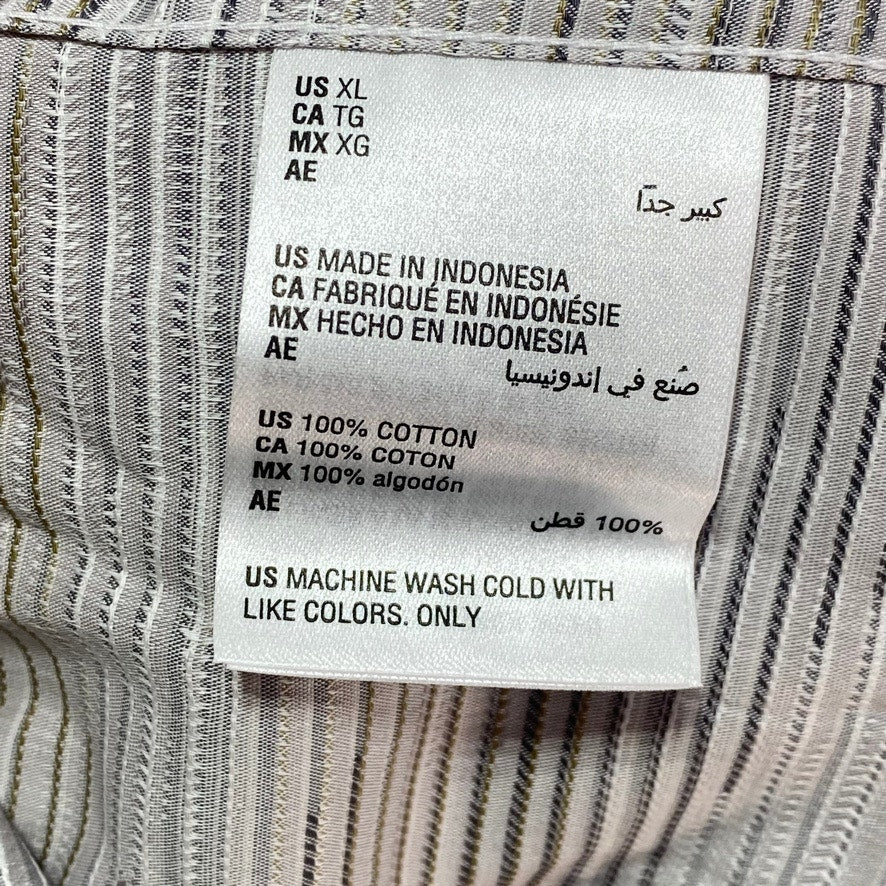 US XL
CA TG
MX XG
AE
كبير جدًا
US MADE IN INDONESIA
CA FABRIQUÉ EN INDONÉSIE
MX HECHO EN INDONESIA
AE
صُنع في إندونيسيا
US 100% COTTON
CA 100% COTON
MX 100% algodón
AE
100% قطن
US MACHINE WASH COLD WITH
LIKE COLORS. ONLY